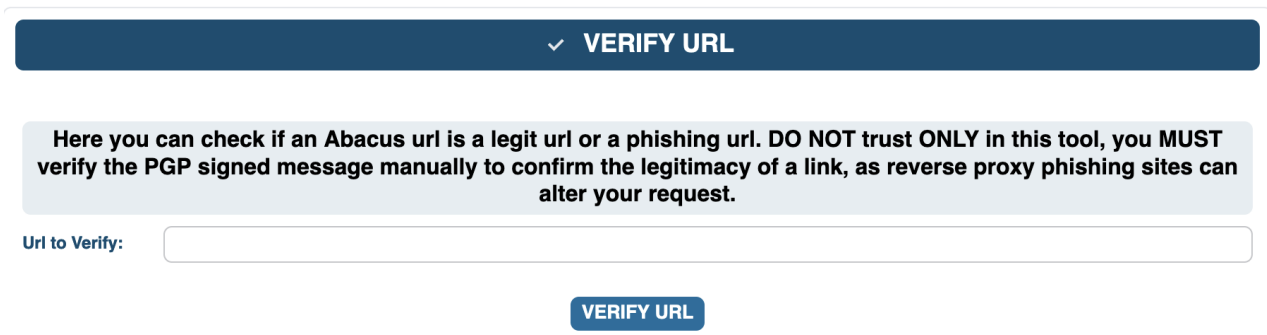 VERIFY URL
Here you can check if an Abacus url is a legit url or a phishing url. DO NOT trust ONLY in this tool, you MUST
verify the PGP signed message manually to confirm the legitimacy of a link, as reverse proxy phishing sites can
alter your request.
Url to Verify:
VERIFY URL